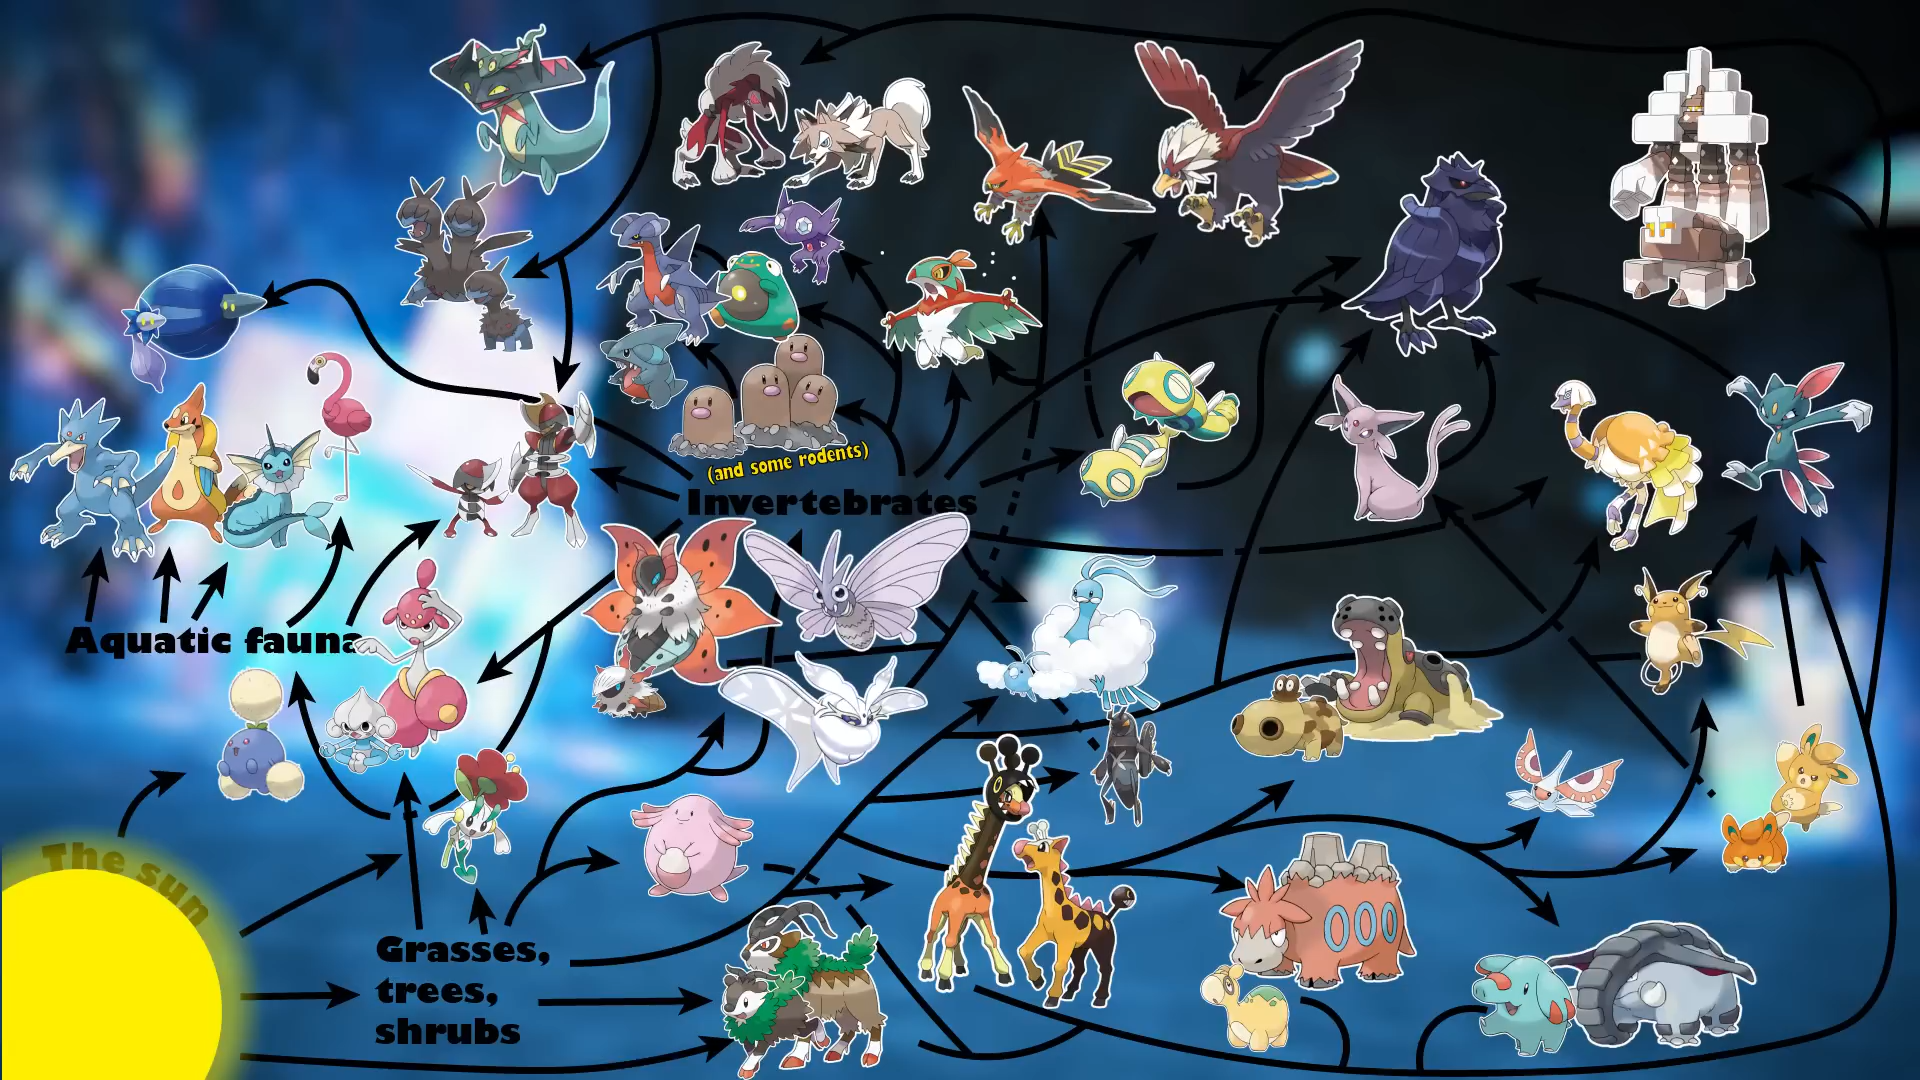 (and some rodents)
Invertebrates
Aquatic fauna
The sun
Grasses,
trees,
shrubs